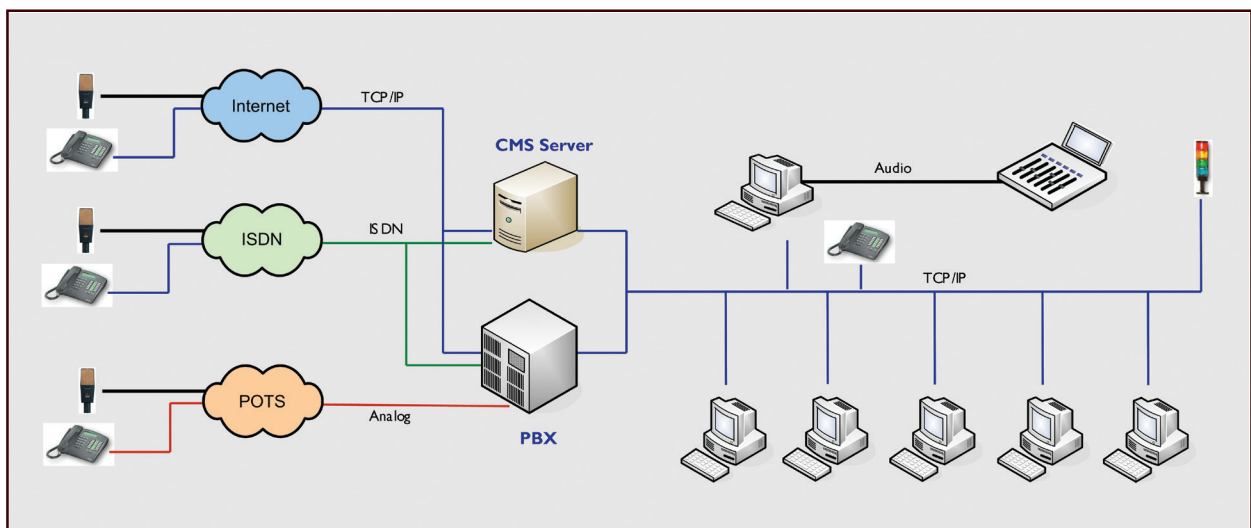 Internet
TCP/IP
CMS Server
Audio
ISDN
ISDN
TCP/IP
POTS
Analog
PBX